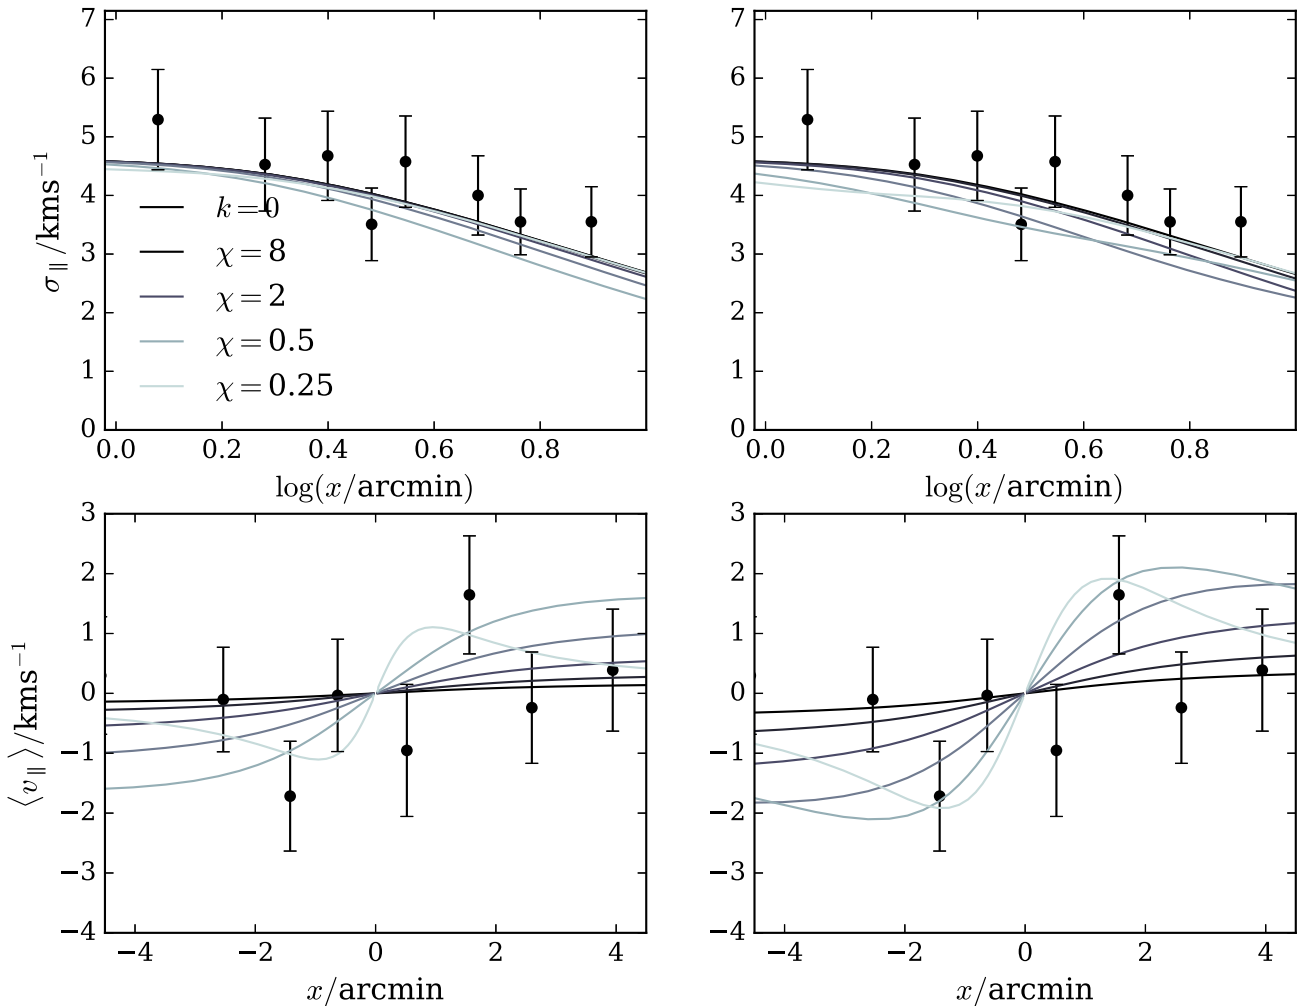 7
6
5
4
3
2
1
0
σ∥/kms⁻¹
k=0
χ=8
χ=2
χ=0.5
χ=0.25
0.0 0.2 0.4 0.6 0.8
log(x/arcmin)
7
6
5
4
3
2
1
0
0.0 0.2 0.4 0.6 0.8
log(x/arcmin)
3
2
1
0
−1
−2
−3
−4
⟨v∥⟩/kms⁻¹
−4 −2 0 2 4
x/arcmin
3
2
1
0
−1
−2
−3
−4
−4 −2 0 2 4
x/arcmin